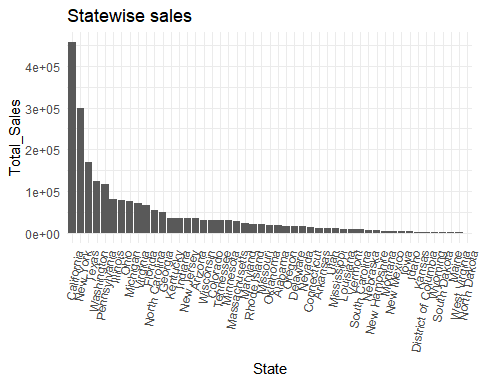 Statewise sales
Total_Sales
4e+05
3e+05
2e+05
1e+05
0e+00
California
New York
Texas
Washington
Pennsylvania
Illinois
Ohio
Michigan
Virginia
Florida
North Carolina
Georgia
Kentucky
Indiana
New Jersey
Arizona
Wisconsin
Colorado
Tennessee
Minnesota
Massachusetts
Maryland
Rhode Island
Missouri
Oklahoma
Alabama
Oregon
Delaware
Nevada
Connecticut
Arkansas
Utah
Mississippi
Louisiana
Vermont
South Carolina
Nebraska
New Hampshire
Montana
New Mexico
Iowa
Idaho
Kansas
District of Columbia
Wyoming
South Dakota
Maine
West Virginia
North Dakota
State